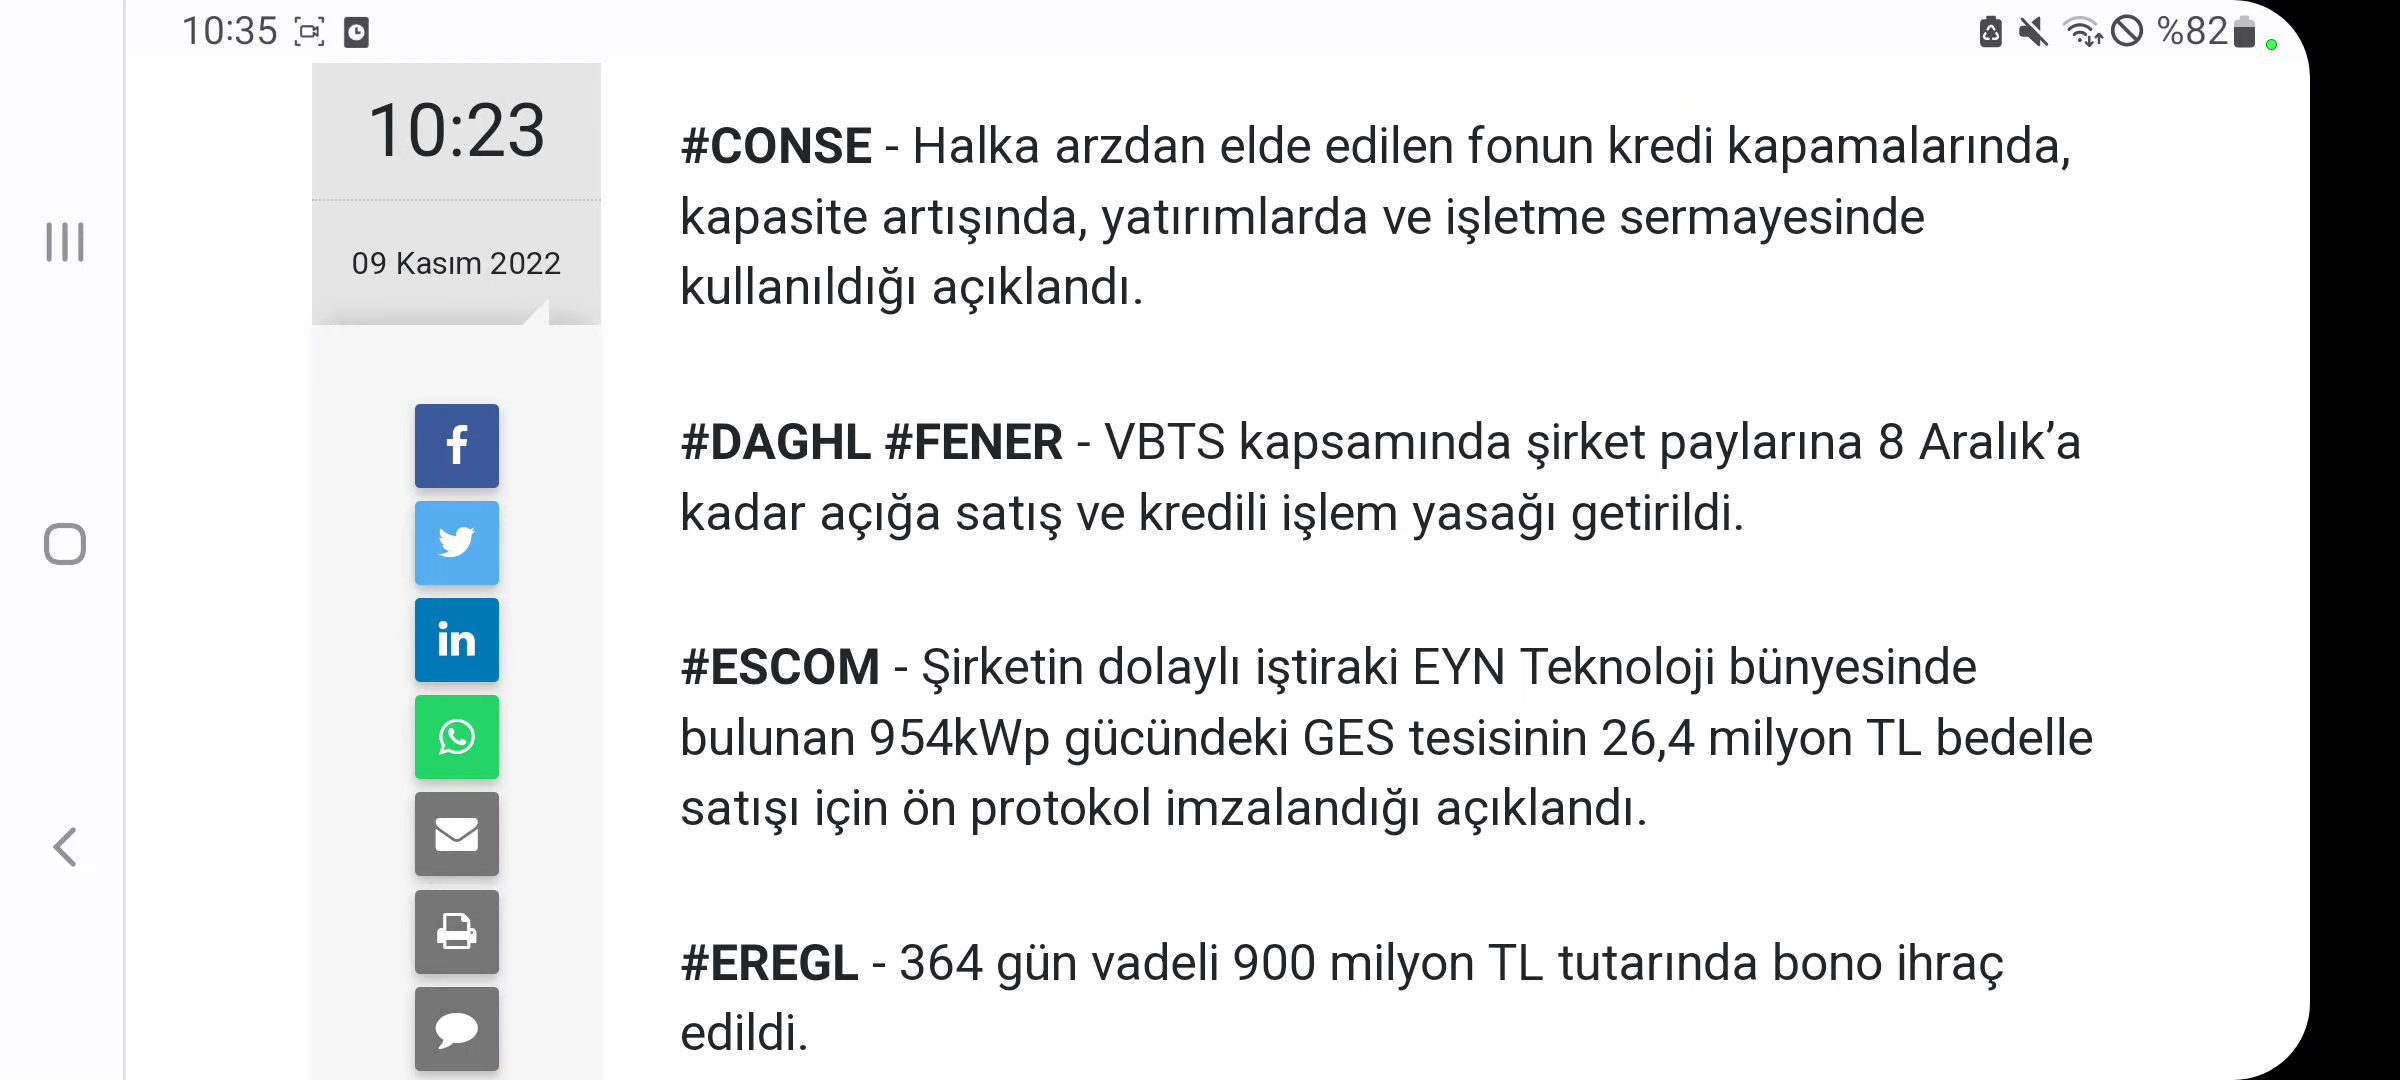 10:35
%82
10:23
09 Kasım 2022
#CONSE - Halka arzdan elde edilen fonun kredi kapamalarında,
kapasite artışında, yatırımlarda ve işletme sermayesinde
kullanıldığı açıklandı.
#DAGHL #FENER - VBTS kapsamında şirket paylarına 8 Aralık’a
kadar açığa satış ve kredili işlem yasağı getirildi.
#ESCOM - Şirketin dolaylı iştiraki EYN Teknoloji bünyesinde
bulunan 954kWp gücündeki GES tesisinin 26,4 milyon TL bedelle
satışı için ön protokol imzalandığı açıklandı.
#EREGL - 364 gün vadeli 900 milyon TL tutarında bono ihraç
edildi.